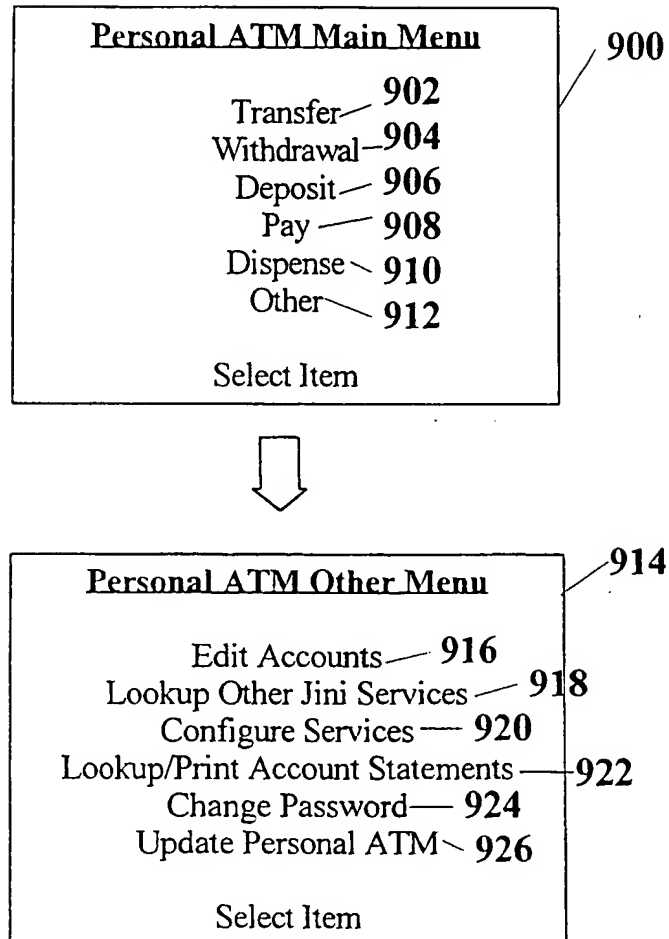 Personal ATM Main Menu
900
Transfer 902
Withdrawal 904
Deposit 906
Pay 908
Dispense 910
Other 912
Select Item
Personal ATM Other Menu
914
Edit Accounts 916
Lookup Other Jini Services 918
Configure Services 920
Lookup/Print Account Statements 922
Change Password 924
Update Personal ATM 926
Select Item